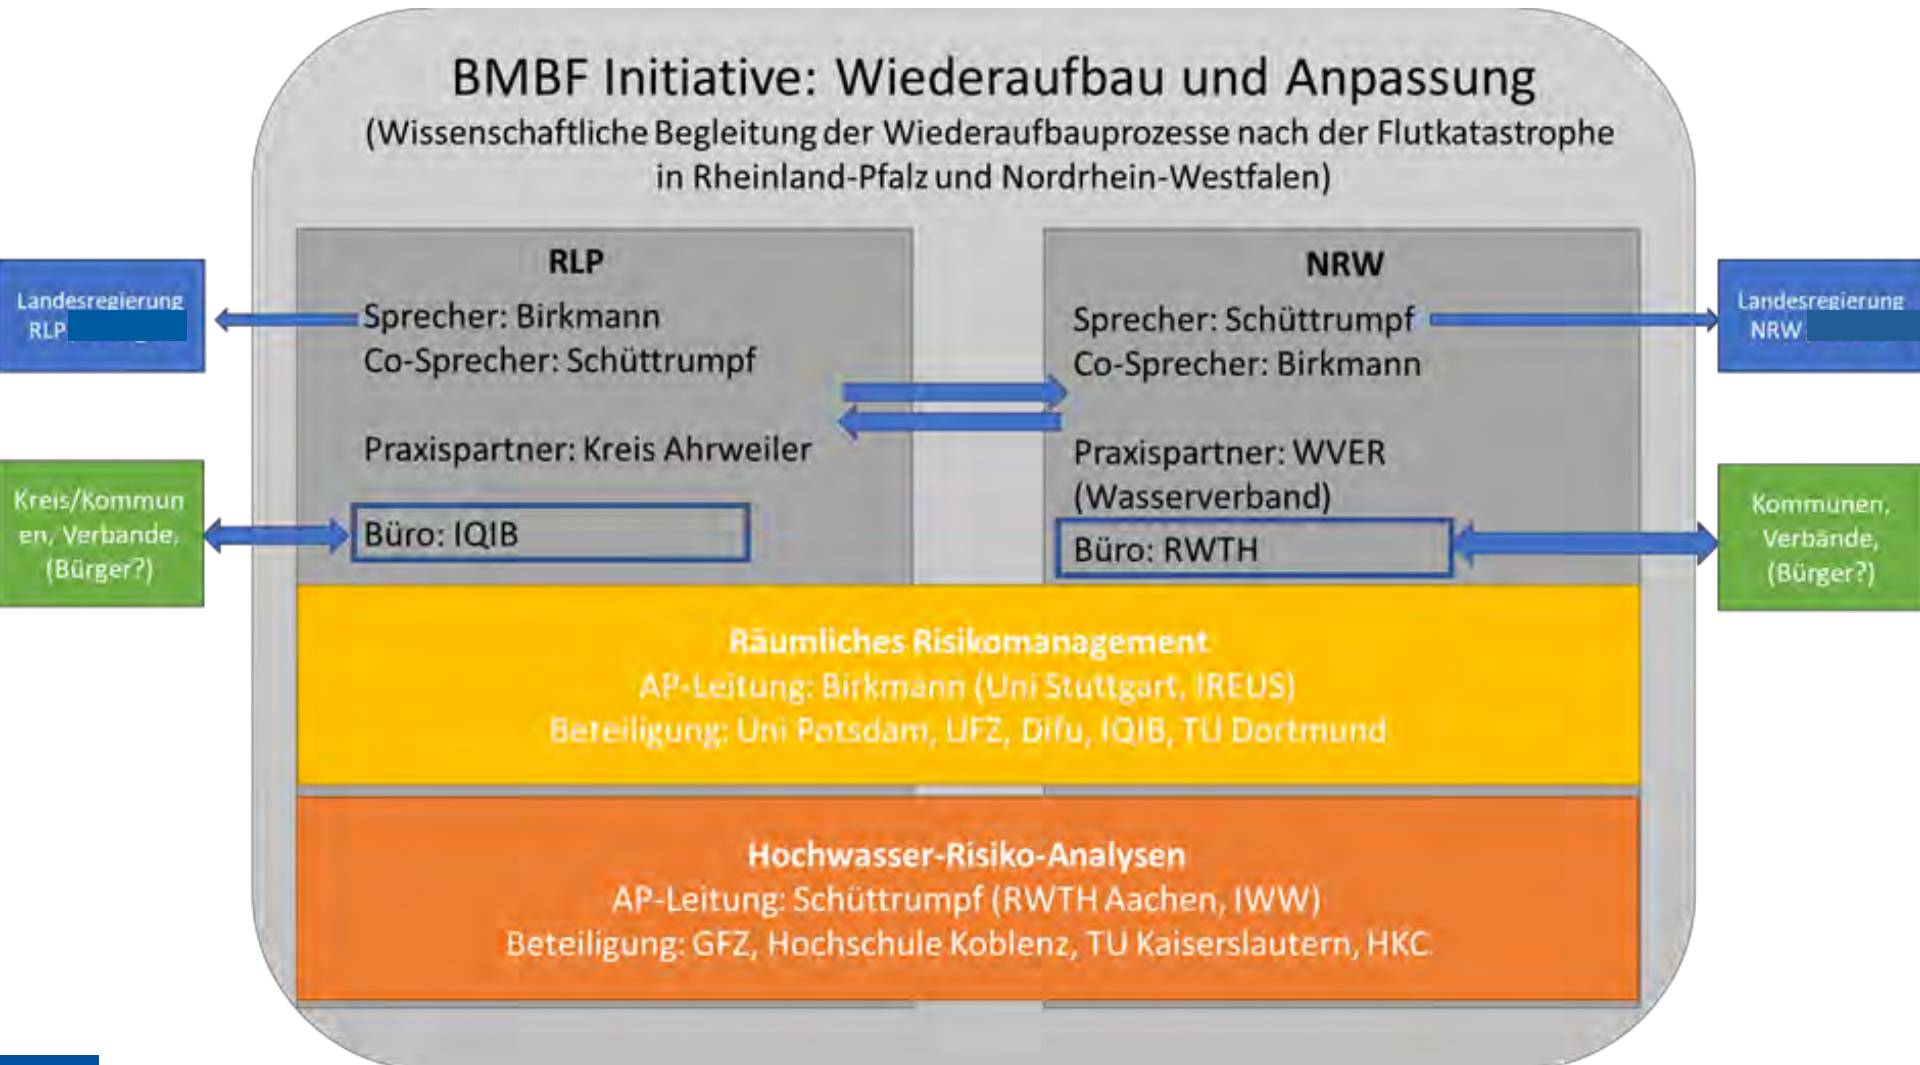 BMBF Initiative: Wiederaufbau und Anpassung
(Wissenschaftliche Begleitung der Wiederaufbauprozesse nach der Flutkatastrophe
in Rheinland-Pfalz und Nordrhein-Westfalen)
Landesregierung
RLP
RLP
Sprecher: Birkmann
Co-Sprecher: Schüttrumpf
Praxispartner: Kreis Ahrweiler
Büro: IQIB
Kreis/Kommun
en, Verbände,
(Bürger?)
NRW
Sprecher: Schüttrumpf
Co-Sprecher: Birkmann
Praxispartner: WVER
(Wasserverband)
Büro: RWTH
Landesregierung
NRW
Kommunen,
Verbände,
(Bürger?)
Räumliches Risikomanagement
AP-Leitung: Birkmann (Uni Stuttgart, IREUS)
Beteiligung: Uni Potsdam, UFZ, Difu, IQIB, TU Dortmund
Hochwasser-Risiko-Analysen
AP-Leitung: Schüttrumpf (RWTH Aachen, IWW)
Beteiligung: GFZ, Hochschule Koblenz, TU Kaiserslautern, HKC